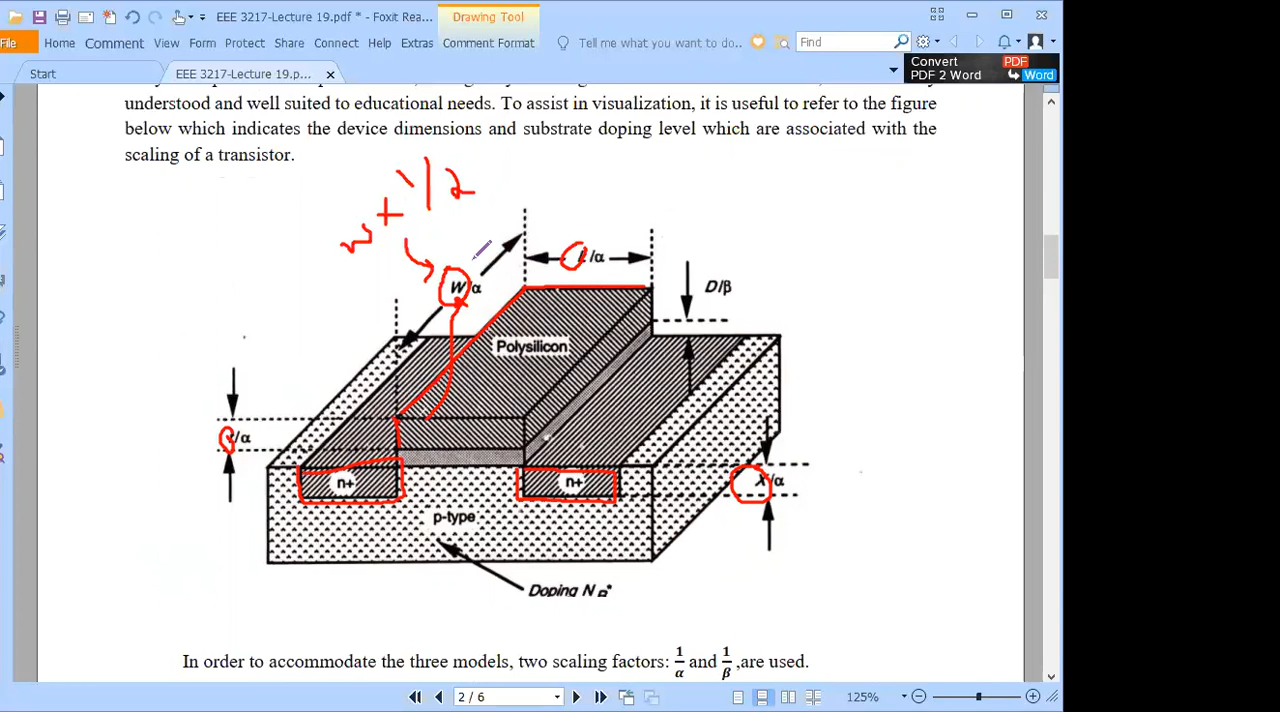 EEE 3217-Lecture 19.pdf * - Foxit Rea...
Drawing Tool
File Home Comment View Form Protect Share Connect Help Extras Comment Format Tell me what you want to do.. Find
Start EEE 3217-Lecture 19.p...
Convert PDF
PDF 2 Word Word
understood and well suited to educational needs. To assist in visualization, it is useful to refer to the figure
below which indicates the device dimensions and substrate doping level which are associated with the
scaling of a transistor.
W + 1/2
W/α
L/α
D/β
Polysilicon
/α
n+
n+
X/α
p-type
Doping N
In order to accommodate the three models, two scaling factors: 1/α and 1/β ,are used.
2 / 6
125%